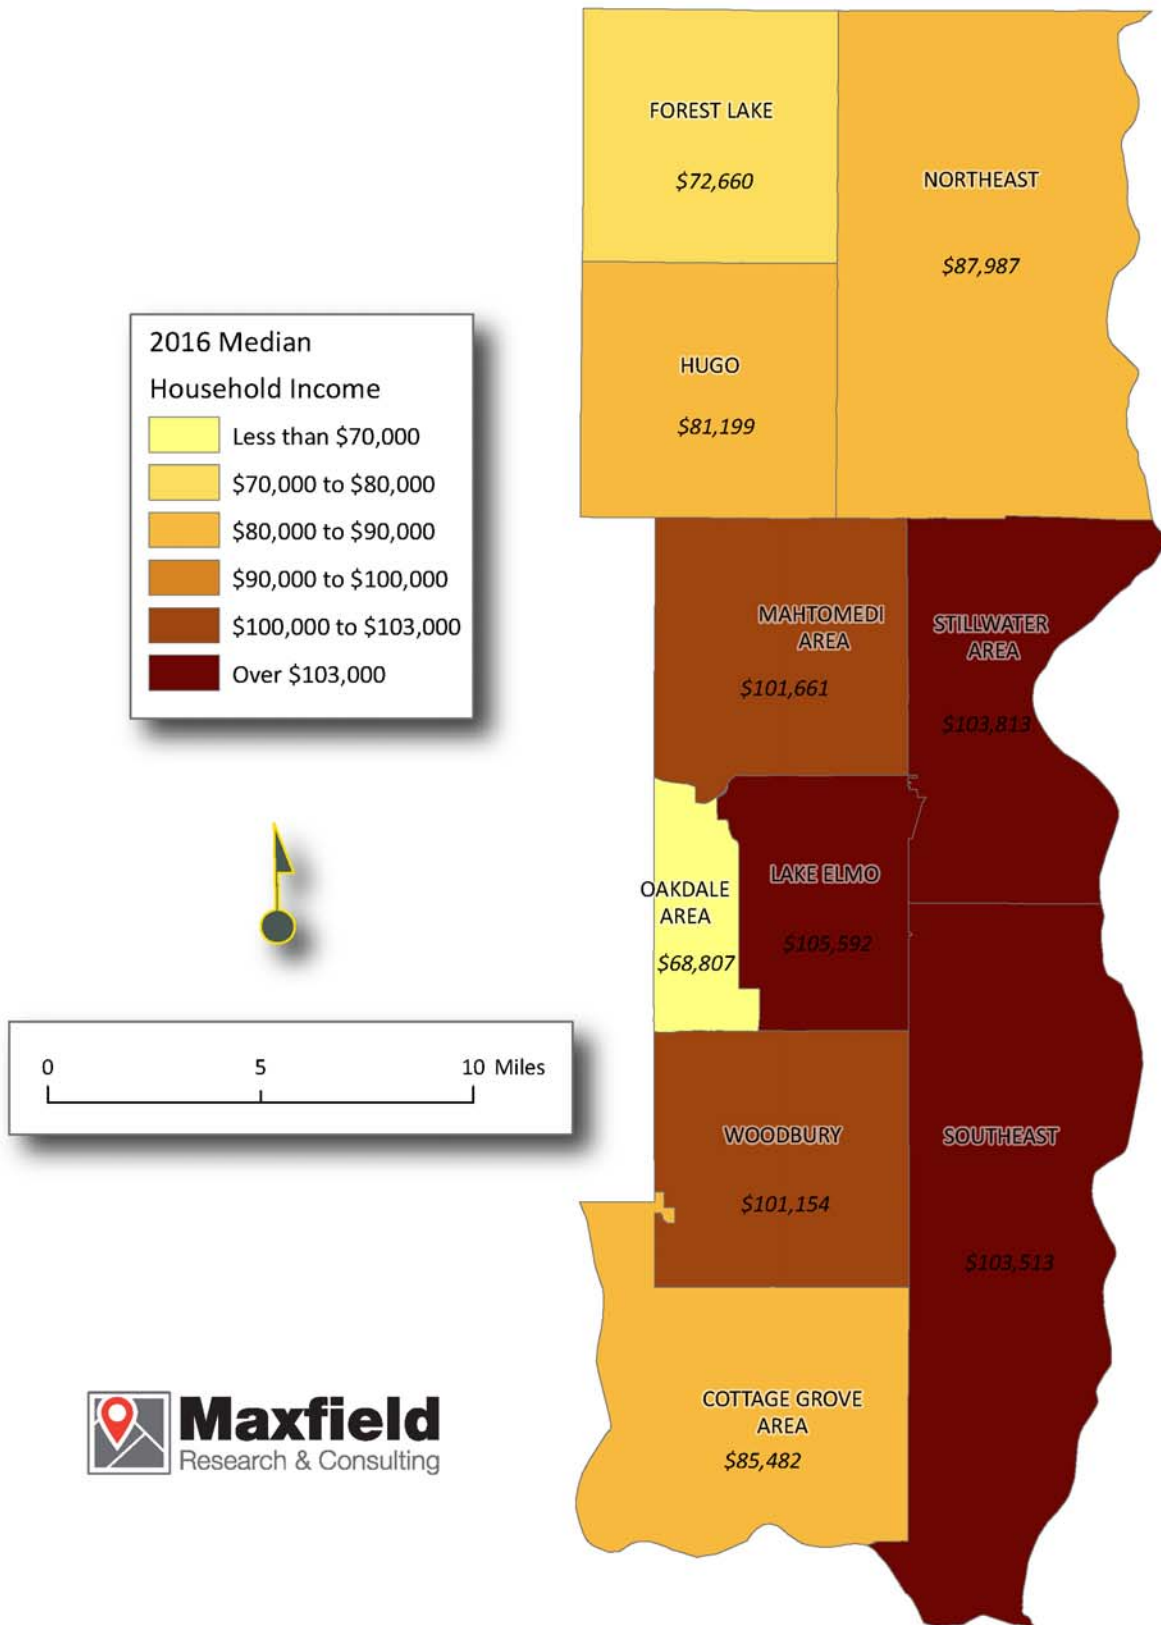 FOREST LAKE
$72,660
NORTHEAST
$87,987
HUGO
$81,199
2016 Median
Household Income
Less than $70,000
$70,000 to $80,000
$80,000 to $90,000
$90,000 to $100,000
$100,000 to $103,000
Over $103,000
MAHTOMEDI
AREA
$101,661
STILLWATER
AREA
$103,813
OAKDALE
AREA
$68,807
LAKE ELMO
$105,592
0 5 10 Miles
WOODBURY
$101,154
SOUTHEAST
$103,513
COTTAGE GROVE
AREA
$85,482
Maxfield
Research & Consulting